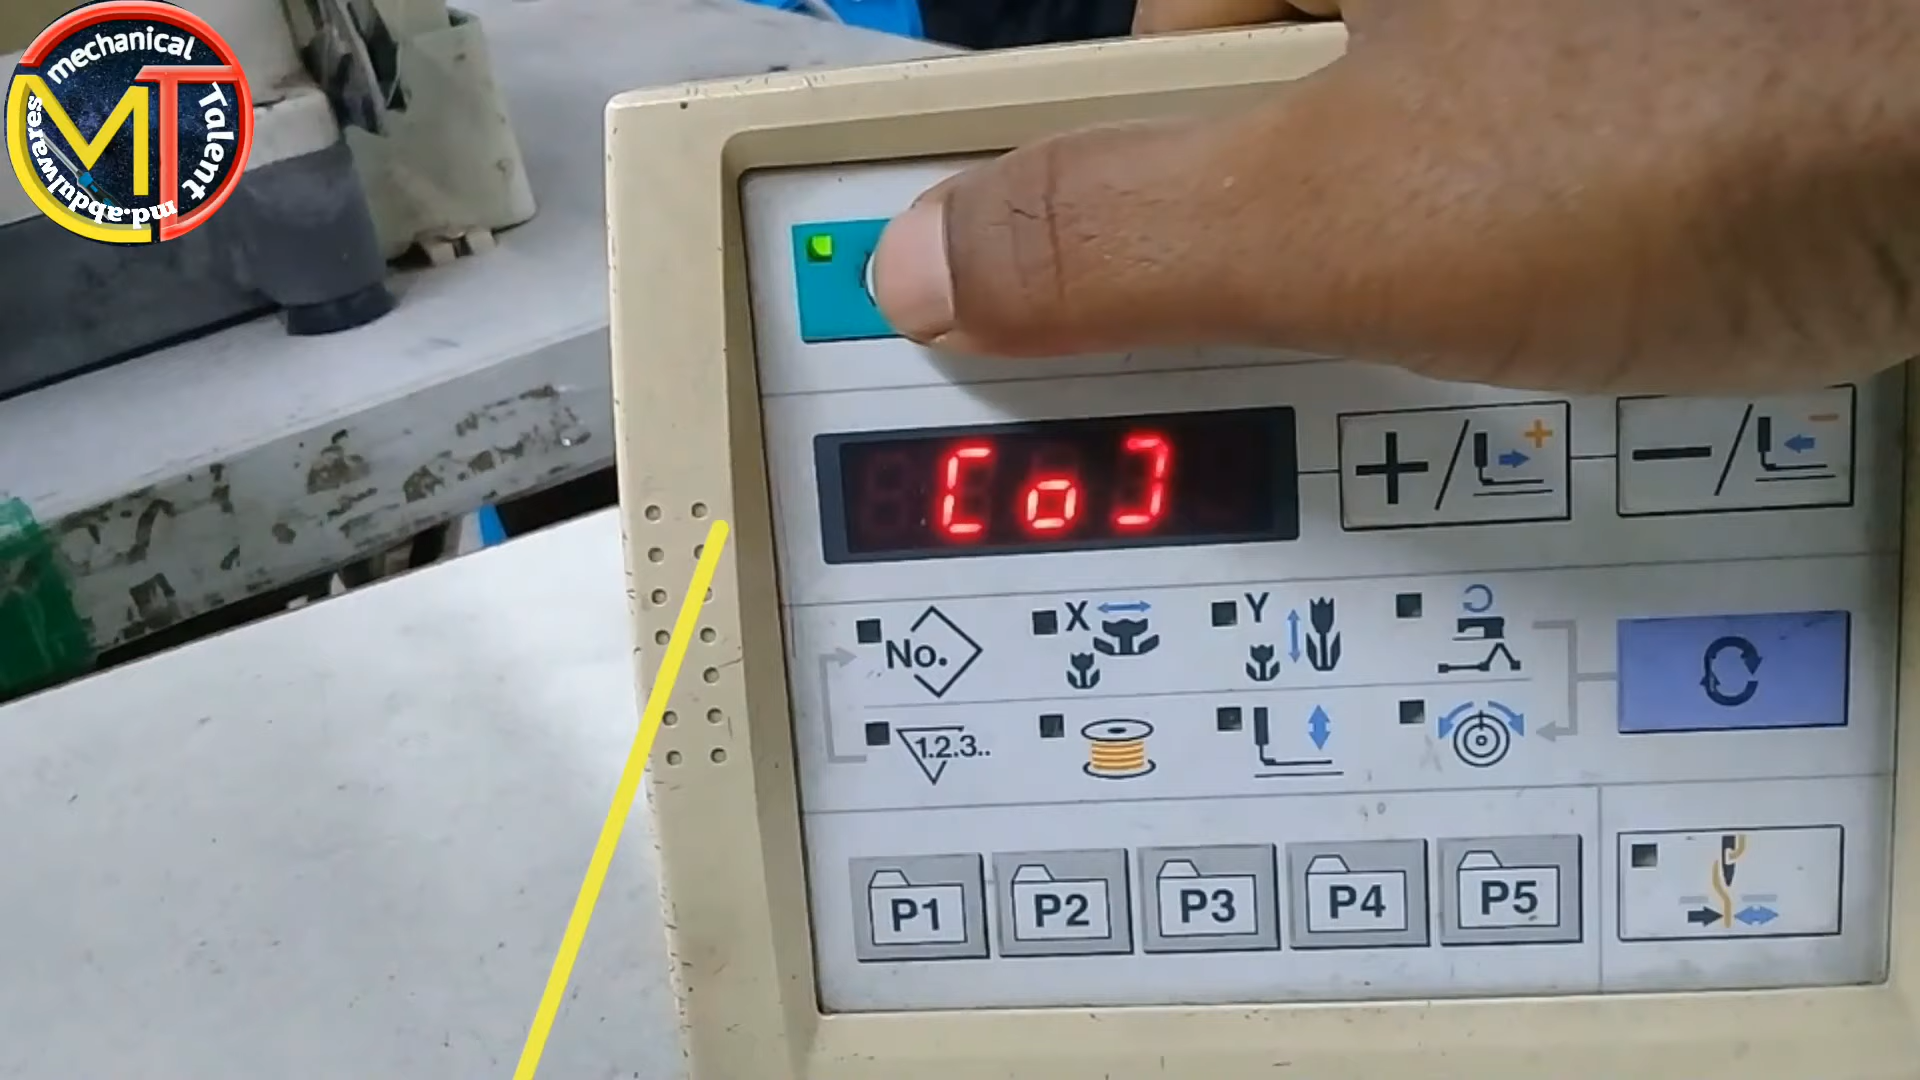 mechanical
Talent
md.abdulwares
MT
[o]
No.
X
Y
1.2.3..
P1
P2
P3
P4
P5